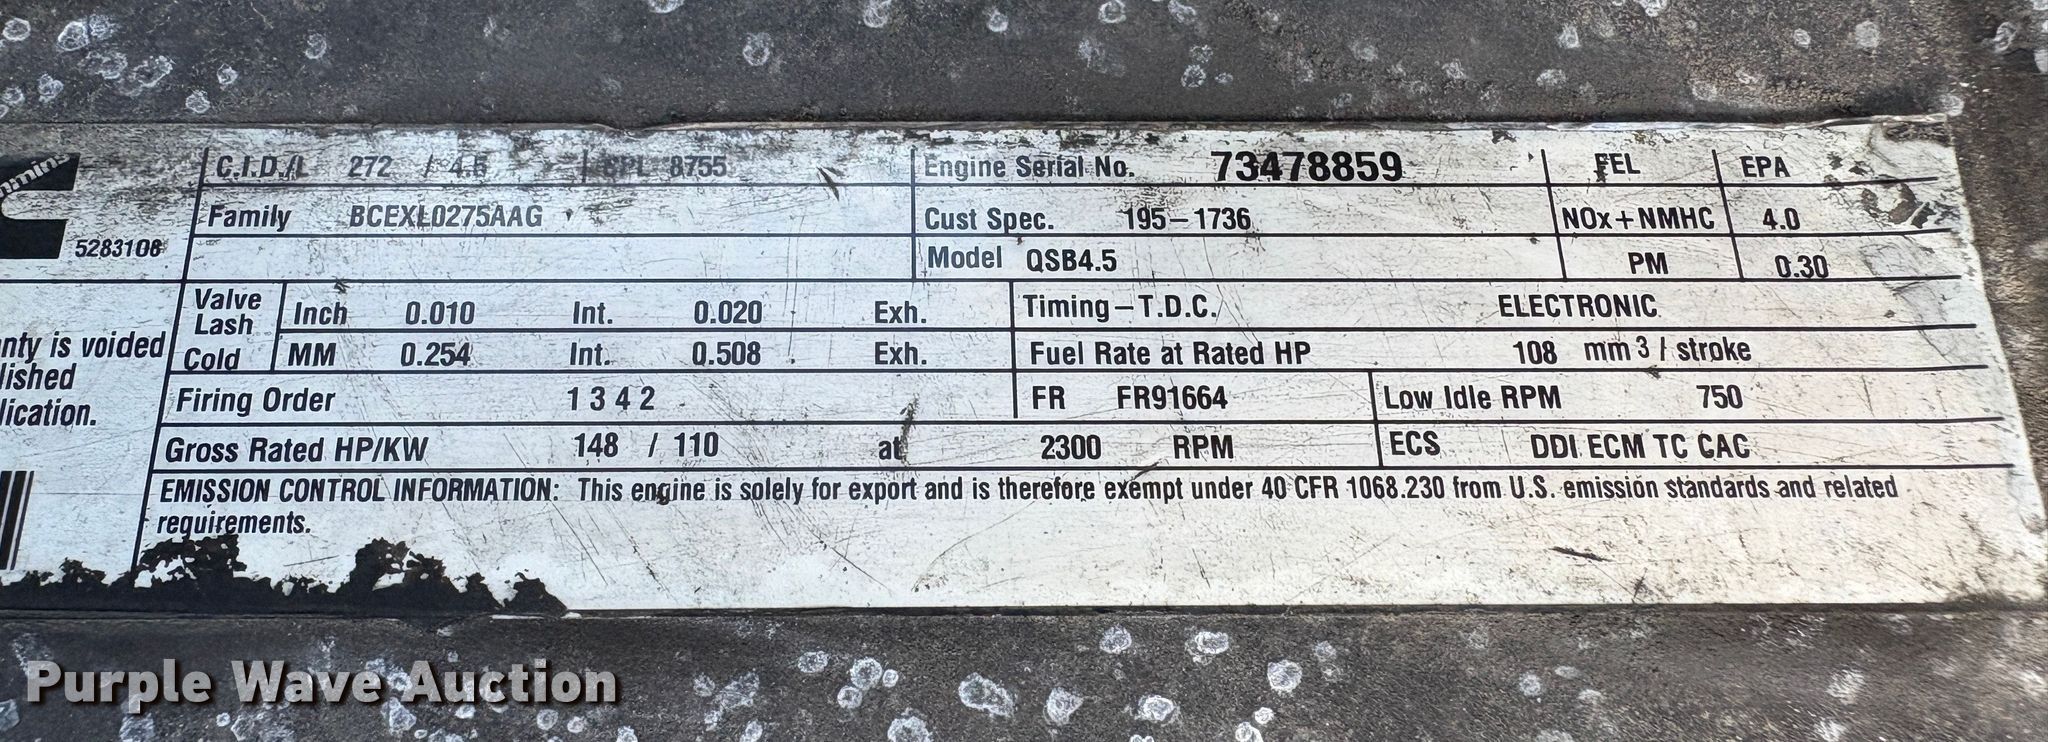 C.I.D./L 272 / 4.5 CPL 8755 Engine Serial No. 73478859 FEL EPA
Family BCEXL0275AAG Cust Spec. 195-1736 NOx+NMHC 4.0
5283108 Model QSB4.5 PM 0.30
Valve Lash Cold
Inch 0.010 Int. 0.020 Exh. Timing-T.D.C. ELECTRONIC
MM 0.254 Int. 0.508 Exh. Fuel Rate at Rated HP 108 mm3 / stroke
is voided
Firing Order 1 3 4 2 FR FR91664 Low Idle RPM 750
Gross Rated HP/KW 148 / 110 at 2300 RPM ECS DDI ECM TC CAC
EMISSION CONTROL INFORMATION: This engine is solely for export and is therefore exempt under 40 CFR 1068.230 from U.S. emission standards and related
requirements.
Purple Wave Auction